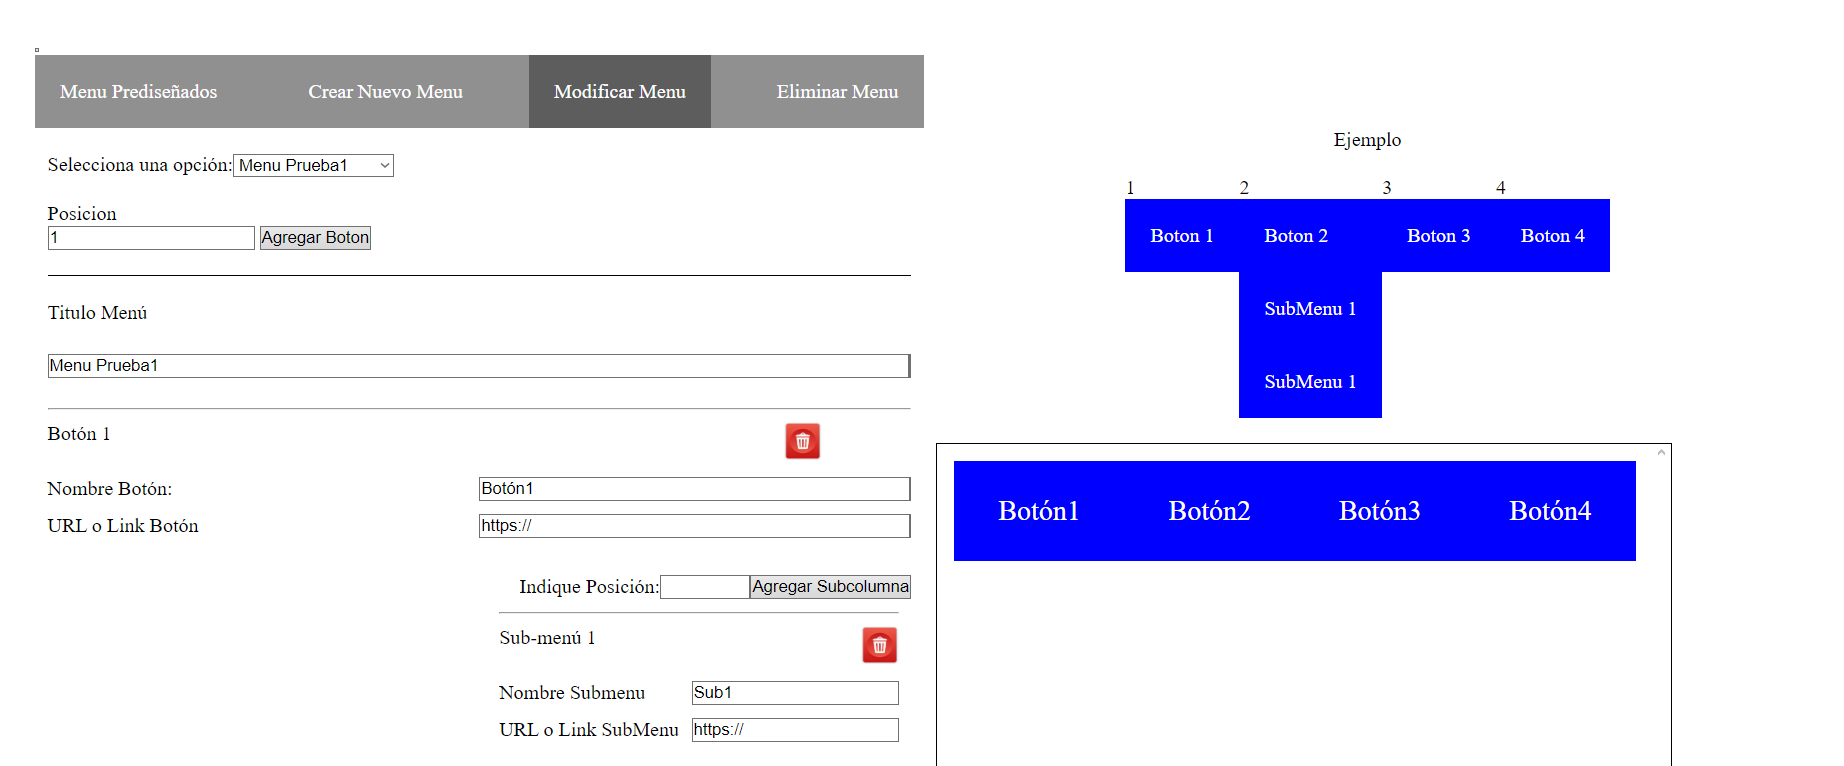 Menu Prediseñados Crear Nuevo Menu Modificar Menu Eliminar Menu
Selecciona una opción: Menu Prueba1
Posicion
1 Agregar Boton
Titulo Menú
Menu Prueba1
Botón 1
Nombre Botón: Botón1
URL o Link Botón https://
Indique Posición: Agregar Subcolumna
Sub-menú 1
Nombre Submenu Sub1
URL o Link SubMenu https://
Ejemplo
1 2 3 4
Boton 1 Boton 2 Boton 3 Boton 4
SubMenu 1
SubMenu 1
Botón1 Botón2 Botón3 Botón4